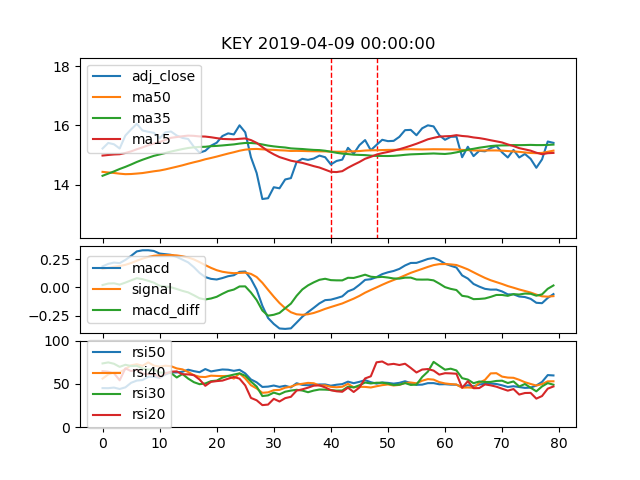 KEY 2019-04-09 00:00:00
18
16
14
adj_close
ma50
ma35
ma15
0.25
0.00
−0.25
macd
signal
macd_diff
100
50
0
rsi50
rsi40
rsi30
rsi20
0 10 20 30 40 50 60 70 80